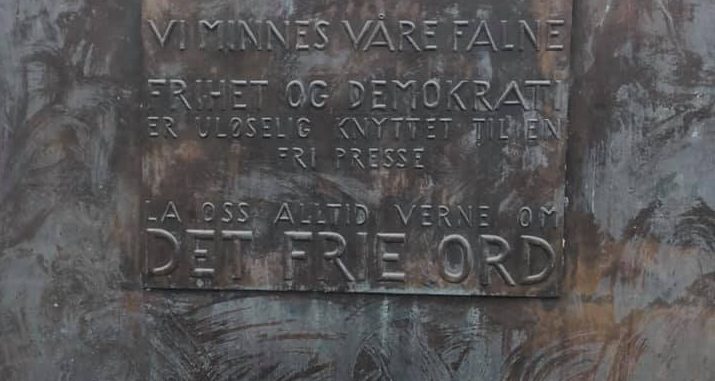 VI MINNES VÅRE FALNE
FRIHET OG DEMOKRATI
ER ULØSELIG KNYTTET TIL EN
FRI PRESSE
LA OSS ALLTID VERNE OM
DET FRIE ORD